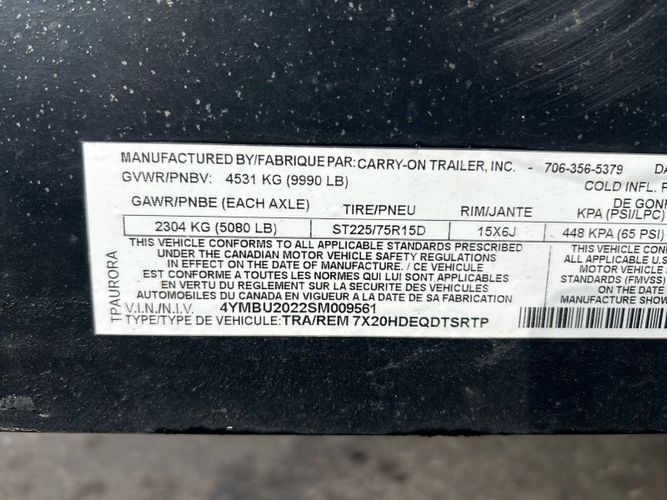 MANUFACTURED BY/FABRIQUE PAR: CARRY-ON TRAILER, INC. - 706-356-5379 DA
GVWR/PNBV: 4531 KG (9990 LB) COLD INFL. P
DE GONF
GAWR/PNBE (EACH AXLE) TIRE/PNEU RIM/JANTE KPA (PSI/LPC)
2304 KG (5080 LB) ST225/75R15D 15X6J 448 KPA (65 PSI)
THIS VEHICLE CONFORMS TO ALL APPLICABLE STANDARDS PRESCRIBED
UNDER THE CANADIAN MOTOR VEHICLE SAFETY REGULATIONS
IN EFFECT ON THE DATE OF MANUFACTURE. / CE VEHICULE
EST CONFORME A TOUTES LES NORMES QUI LUI SONT APPLICABLES
EN VERTU DU REGLEMENT SUR LA SECURITE DES VEHICULES
AUTOMOBILES DU CANADA EN VIGUEUR A LA DATE DE SA FABRICATION
THIS VEHICLE CONF
ALL APPLICABLE U.S
MOTOR VEHICLE
STANDARDS (FMVSS)
DATE OF MA
TPAURORA
V.I.N./N.I.V. 4YMBU2022SM009561
TYPE/TYPE DE VEHICULE: TRA/REM 7X20HDEQDTSRTP